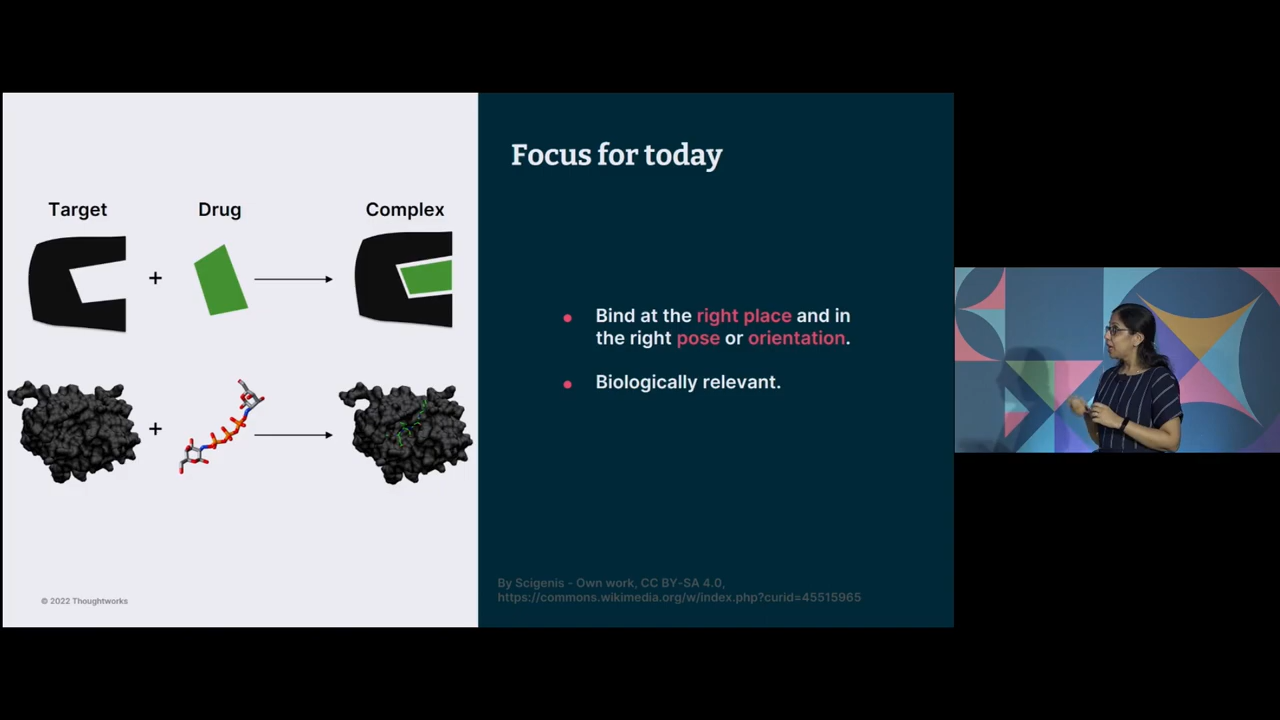 Target
Drug
Complex
+
+
© 2022 Thoughtworks
Focus for today
• Bind at the right place and in
the right pose or orientation.
• Biologically relevant.
By Scigenis - Own work, CC BY-SA 4.0,
https://commons.wikimedia.org/w/index.php?curid=45515965